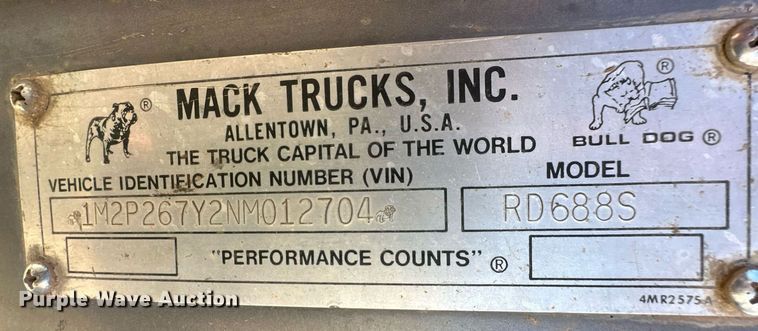 MACK TRUCKS, INC.
ALLENTOWN, PA., U.S.A.
THE TRUCK CAPITAL OF THE WORLD
® ®
BULL DOG ®
VEHICLE IDENTIFICATION NUMBER (VIN) MODEL
1M2P267Y2NM012704 RD688S
"PERFORMANCE COUNTS" ®
4MR2575A
Purple Wave Auction